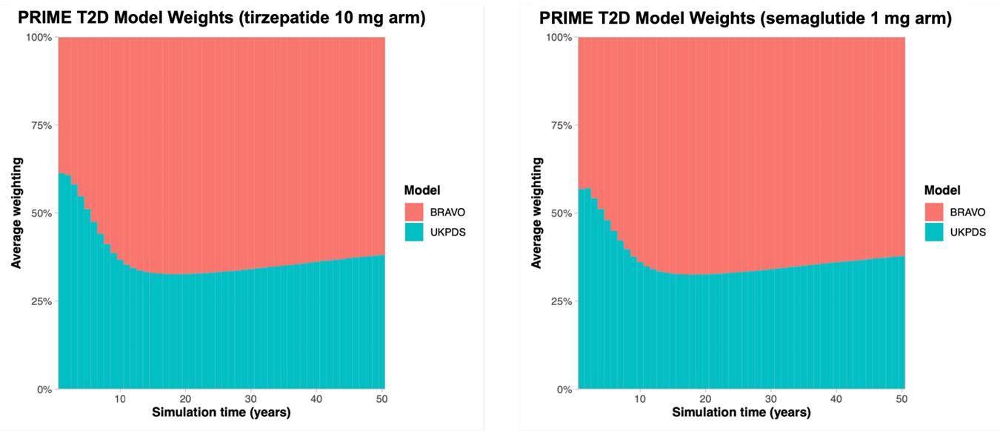 PRIME T2D Model Weights (tirzepatide 10 mg arm)
100%
75%
50%
25%
0%
Average weighting
10 20 30 40 50
Simulation time (years)
Model
BRAVO
UKPDS
PRIME T2D Model Weights (semaglutide 1 mg arm)
100%
75%
50%
25%
0%
Average weighting
10 20 30 40 50
Simulation time (years)
Model
BRAVO
UKPDS